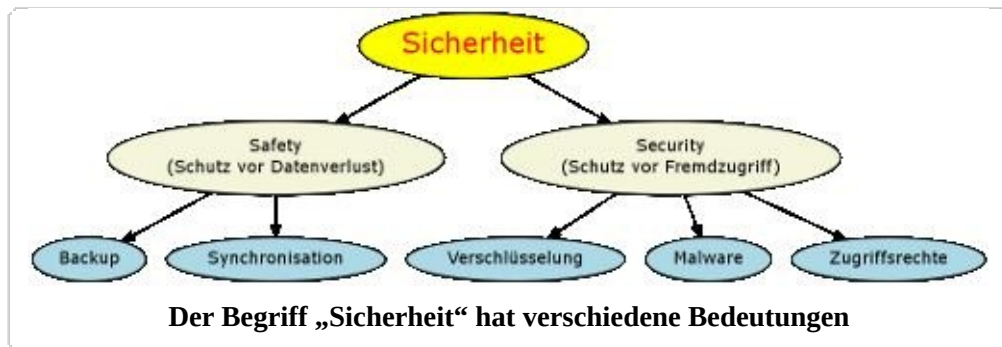 Sicherheit
Safety
(Schutz vor Datenverlust)
Security
(Schutz vor Fremdzugriff)
Backup
Synchronisation
Verschlüsselung
Malware
Zugriffsrechte
Der Begriff „Sicherheit“ hat verschiedene Bedeutungen